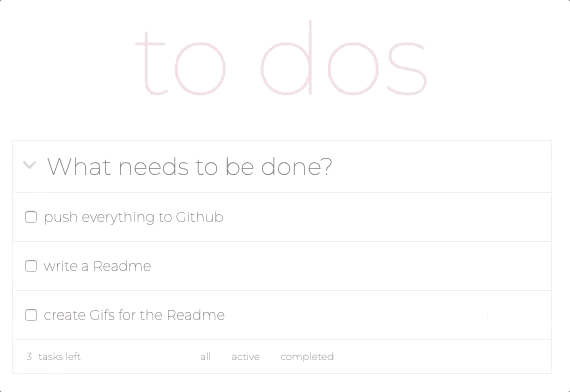 to dos
What needs to be done?
push everything to Github
write a Readme
create Gifs for the Readme
3 tasks left all active completed